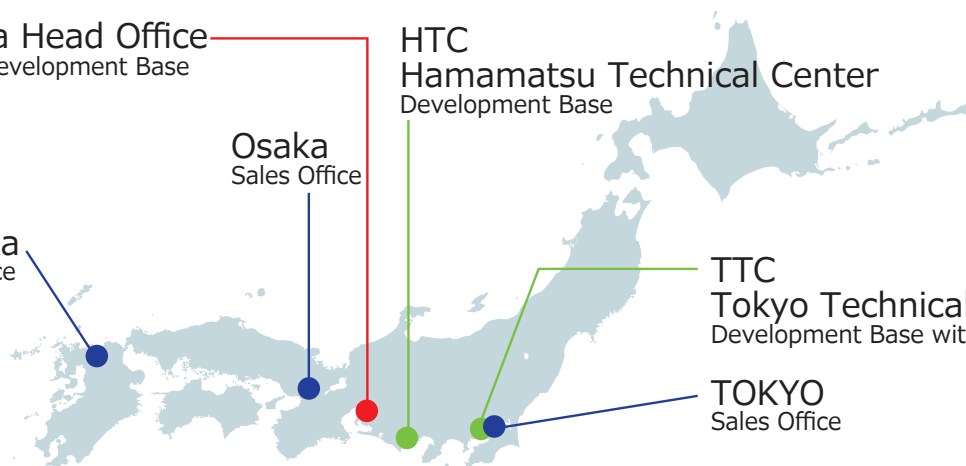 a Head Office
evelopment Base
HTC
Hamamatsu Technical Center
Development Base
Osaka
Sales Office
a
ce
TTC
Tokyo Technical
Development Base wit
TOKYO
Sales Office